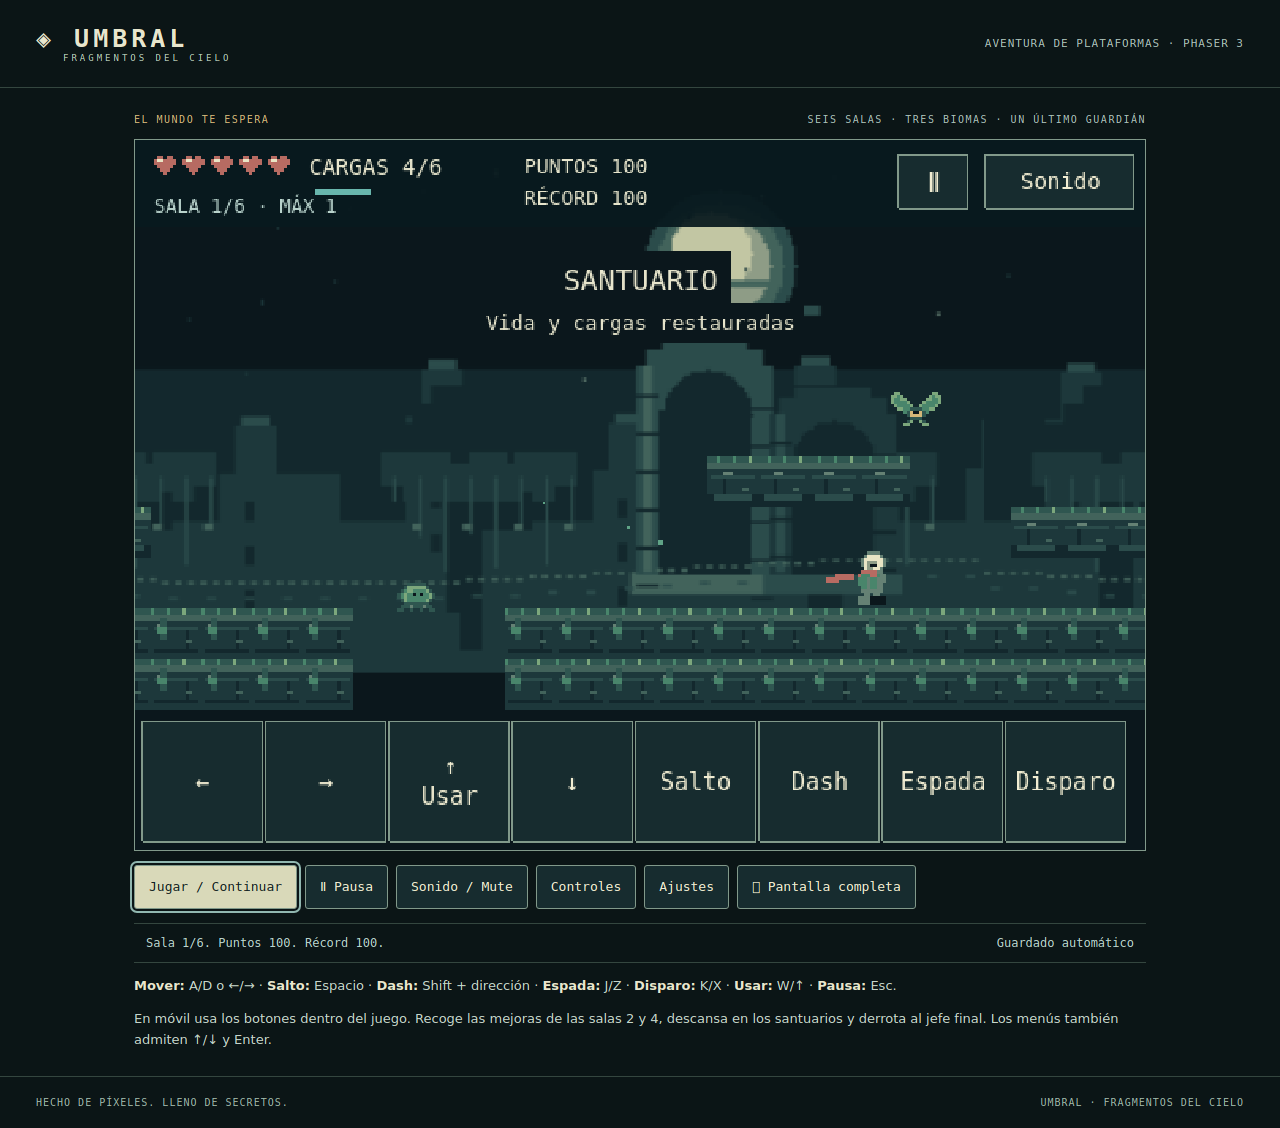 ◈ UMBRAL
FRAGMENTOS DEL CIELO
AVENTURA DE PLATAFORMAS · PHASER 3
EL MUNDO TE ESPERA
SEIS SALAS · TRES BIOMAS · UN ÚLTIMO GUARDIÁN
CARGAS 4/6
PUNTOS 100
Ⅱ
Sonido
SALA 1/6 · MÁX 1
RÉCORD 100
SANTUARIO
Vida y cargas restauradas
←
→
↑
Usar
↓
Salto
Dash
Espada
Disparo
Jugar / Continuar
Ⅱ Pausa
Sonido / Mute
Controles
Ajustes
Pantalla completa
Sala 1/6. Puntos 100. Récord 100.
Guardado automático
Mover: A/D o ←/→ · Salto: Espacio · Dash: Shift + dirección · Espada: J/Z · Disparo: K/X · Usar: W/↑ · Pausa: Esc.
En móvil usa los botones dentro del juego. Recoge las mejoras de las salas 2 y 4, descansa en los santuarios y derrota al jefe final. Los menús también
admiten ↑/↓ y Enter.
HECHO DE PÍXELES. LLENO DE SECRETOS.
UMBRAL · FRAGMENTOS DEL CIELO